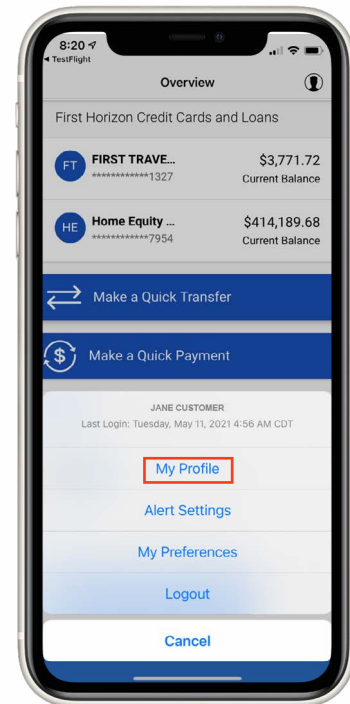 8:20
◀ TestFlight
Overview
First Horizon Credit Cards and Loans
FT
FIRST TRAVE...
$3,771.72
************1327
Current Balance
HE
Home Equity ...
$414,189.68
************7954
Current Balance
Make a Quick Transfer
$ Make a Quick Payment
JANE CUSTOMER
Last Login: Tuesday, May 11, 2021 4:56 AM CDT
My Profile
Alert Settings
My Preferences
Logout
Cancel